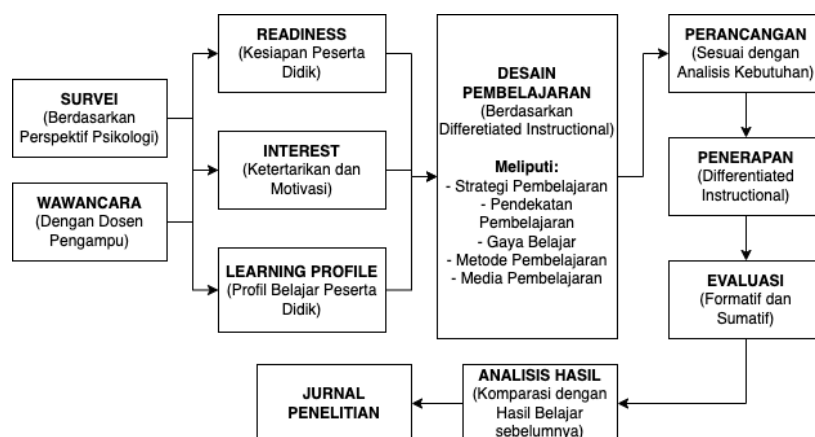 SURVEI
(Berdasarkan
Perspektif Psikologi)
WAWANCARA
(Dengan Dosen
Pengampu)
READINESS
(Kesiapan Peserta
Didik)
INTEREST
(Ketertarikan dan
Motivasi)
LEARNING PROFILE
(Profil Belajar Peserta
Didik)
DESAIN
PEMBELAJARAN
(Berdasarkan
Differetiated Instructional)
Meliputi:
- Strategi Pembelajaran
- Pendekatan
Pembelajaran
- Gaya Belajar
- Metode Pembelajaran
- Media Pembelajaran
PERANCANGAN
(Sesuai dengan
Analisis Kebutuhan)
PENERAPAN
(Differentiated
Instructional)
EVALUASI
(Formatif dan
Sumatif)
ANALISIS HASIL
(Komparasi dengan
Hasil Belajar
sebelumnya)
JURNAL
PENELITIAN